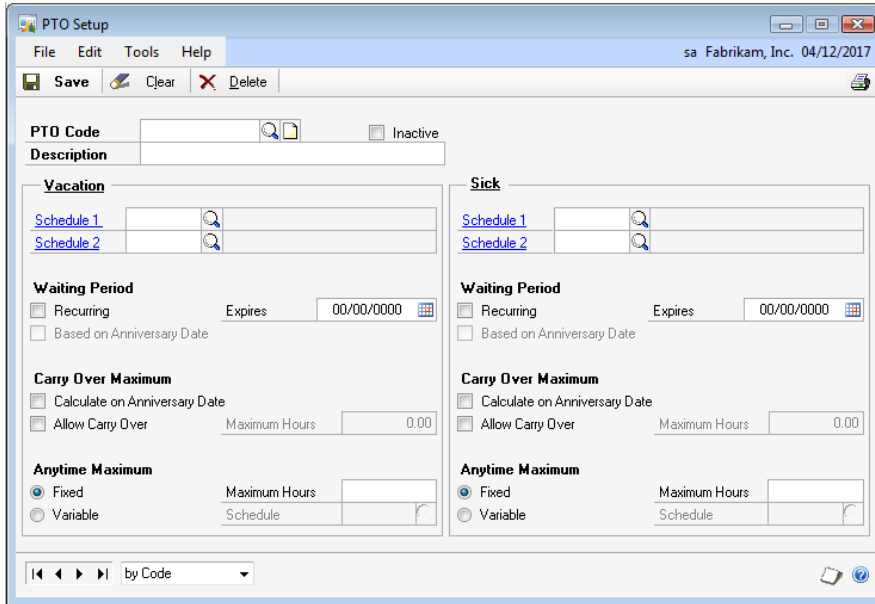 PTO Setup
File Edit Tools Help sa Fabrikam, Inc. 04/12/2017
Save Clear Delete
PTO Code Inactive
Description
Vacation
Schedule 1
Schedule 2
Waiting Period
Recurring Expires 00/00/0000
Based on Anniversary Date
Carry Over Maximum
Calculate on Anniversary Date
Allow Carry Over Maximum Hours 0.00
Anytime Maximum
Fixed Maximum Hours
Variable Schedule
Sick
Schedule 1
Schedule 2
Waiting Period
Recurring Expires 00/00/0000
Based on Anniversary Date
Carry Over Maximum
Calculate on Anniversary Date
Allow Carry Over Maximum Hours 0.00
Anytime Maximum
Fixed Maximum Hours
Variable Schedule
by Code